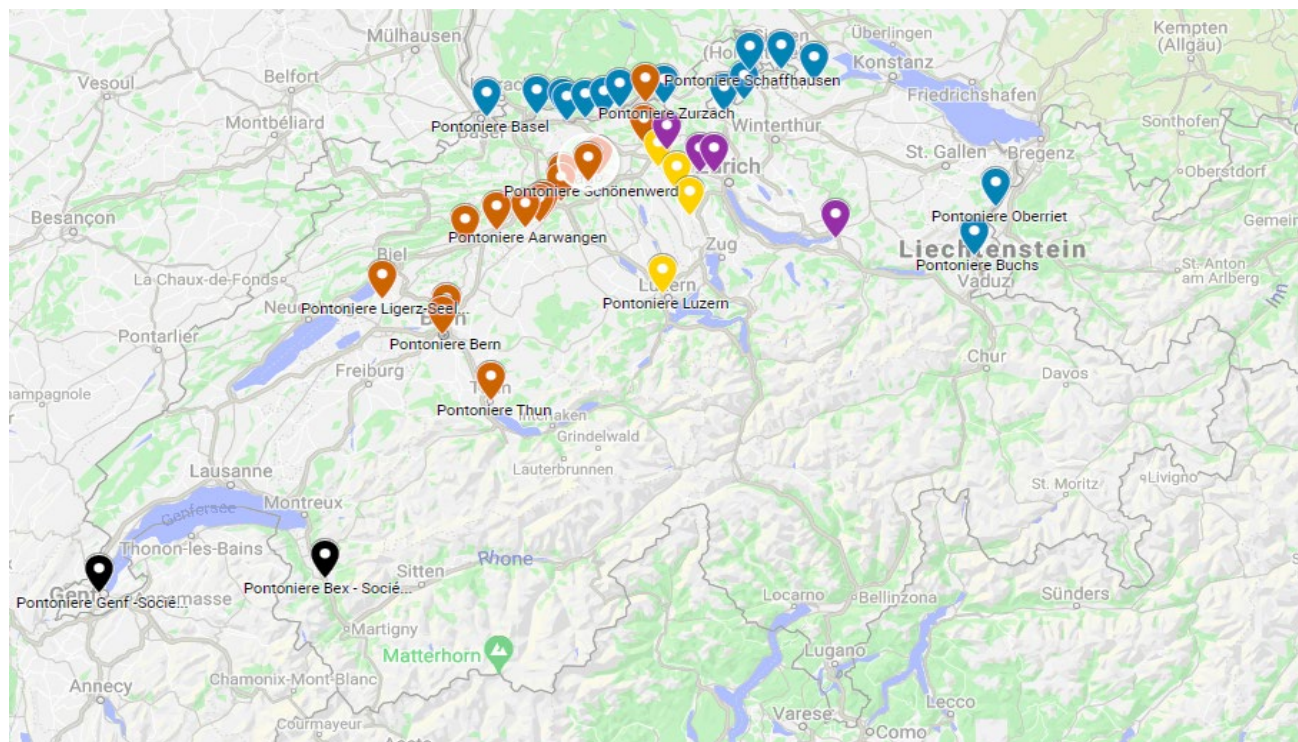 Mülhausen
Überlingen
Kempten
(Allgäu)
Vesoul
Belfort
Konstanz
Pontoniere Schaffhausen
Friedrichshafen
Montbéliard
Pontoniere Zurzach
Pontoniere Basel
Winterthur
Sonthofen
St. Gallen
Bregenz
Oberstdorf
Pontoniere Schönenwerd
Besançon
Pontoniere Oberriet
Pontoniere Aarwangen
Zug
Liechtenstein
Biel
Pontoniere Buchs
St. Anton
am Arlberg
La Chaux-de-Fonds
Vaduz
Luzern
Inn
Pontoniere Ligerz-Seel...
Pontoniere Luzern
Pontarlier
Pontoniere Bern
Chur
Freiburg
Davos
Pontoniere Thun
Interlaken
Grindelwald
Lausanne
Lauterbrunnen
St. Moritz
Livigno
Montreux
Genfersee
Thonon-les-Bains
Rhone
Sitten
Pontoniere Bex - Socié...
Pontoniere Genf -Socié...
Locarno
Bellinzona
Sünders
Martigny
Matterhorn
Lugano
Annecy
Chamonix-Mont-Blanc
Lecco
Courmayeur
Varese
Como